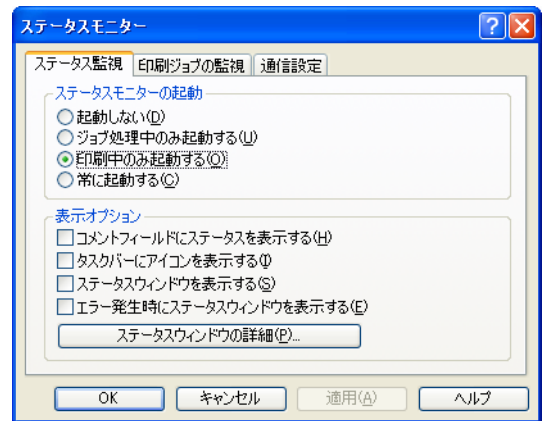 ステータスモニター
ステータス監視 印刷ジョブの監視 通信設定
ステータスモニターの起動
起動しない(D)
ジョブ処理中のみ起動する(U)
印刷中のみ起動する(O)
常に起動する(C)
表示オプション
コメントフィールドにステータスを表示する(H)
タスクバーにアイコンを表示する(I)
ステータスウィンドウを表示する(S)
エラー発生時にステータスウィンドウを表示する(E)
ステータスウィンドウの詳細(P)...
OK キャンセル 適用(A) ヘルプ